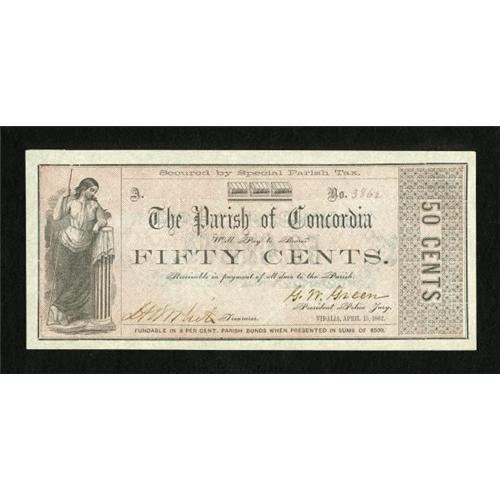 Secured by Special Parish Tax.
A. No. 3862
The Parish of Concordia
Will Pay to Bearer
FIFTY CENTS.
Receivable in payment of all dues to the Parish.
G. W. Green
Treasurer. President Police Jury.
VIDALIA, APRIL 15, 1862.
FUNDABLE IN 8 PER CENT. PARISH BONDS WHEN PRESENTED IN SUMS OF $500.
50 CENTS